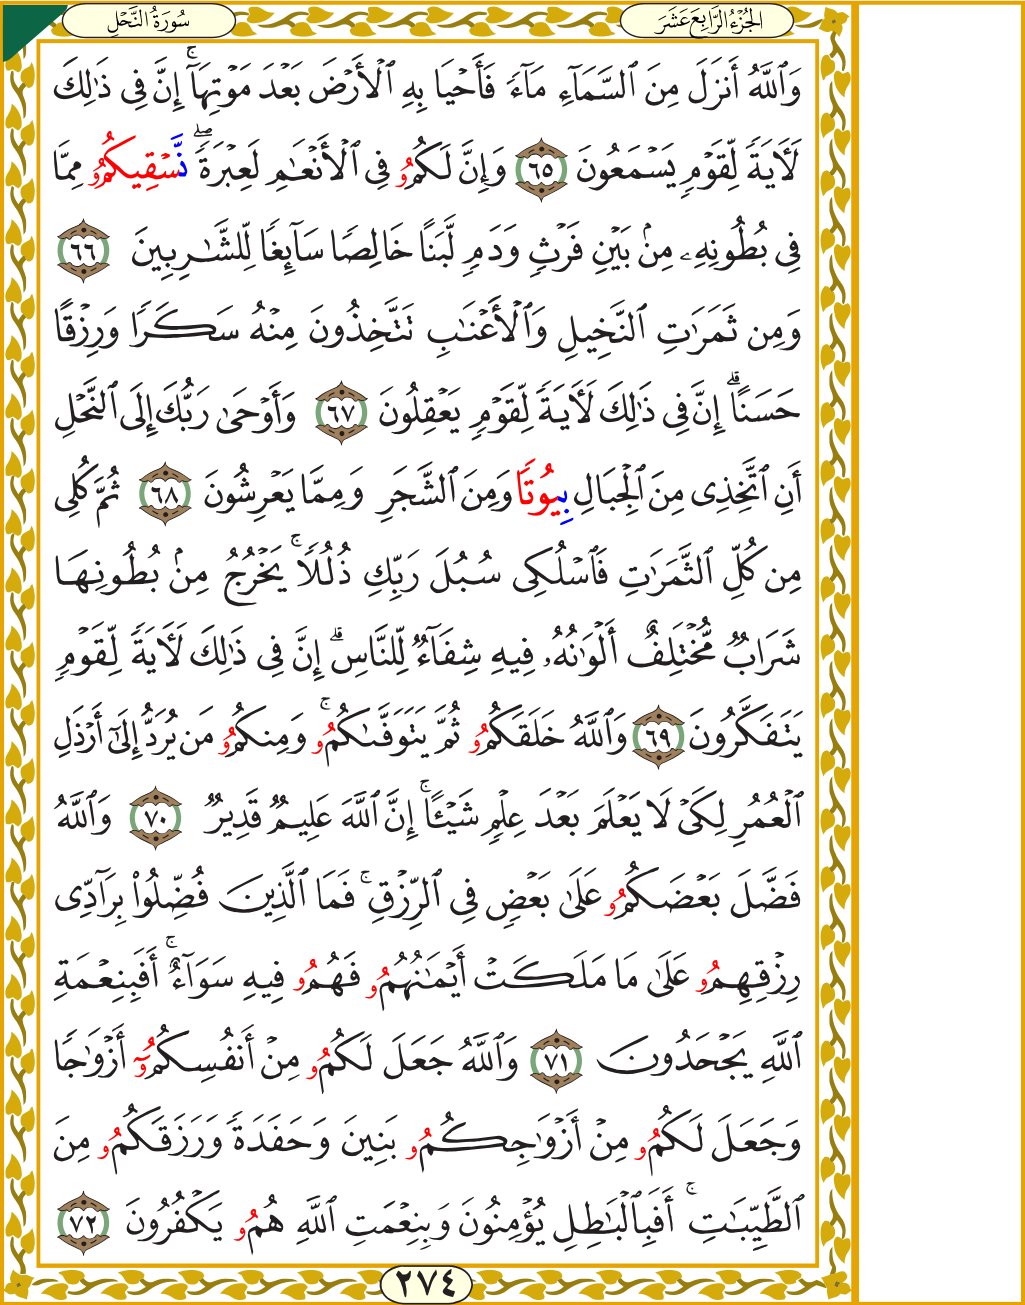 الجُزْءُ الرَّابِعَ عَشَرَ
سُورَةُ النَّحْلِ
وَٱللَّهُ أَنزَلَ مِنَ ٱلسَّمَآءِ مَآءٗ فَأَحۡيَا بِهِ ٱلۡأَرۡضَ بَعۡدَ مَوۡتِهَآۚ إِنَّ فِي ذَٰلِكَ
لَأٓيَةٗ لِّقَوۡمٖ يَسۡمَعُونَ ٦٥ وَإِنَّ لَكُمُۥ فِي ٱلۡأَنۡعَٰمِ لَعِبۡرَةٗۖ نَّسۡقِيكُمُۥ مِمَّا
فِي بُطُونِهِۦ مِنۢ بَيۡنِ فَرۡثٖ وَدَمٖ لَّبَنًا خَالِصٗا سَآئِغٗا لِّلشَّٰرِبِينَ ٦٦
وَمِن ثَمَرَٰتِ ٱلنَّخِيلِ وَٱلۡأَعۡنَٰبِ تَتَّخِذُونَ مِنۡهُ سَكَرٗا وَرِزۡقًا
حَسَنًاۗ إِنَّ فِي ذَٰلِكَ لَأٓيَةٗ لِّقَوۡمٖ يَعۡقِلُونَ ٦٧ وَأَوۡحَىٰ رَبُّكَ إِلَى ٱلنَّحۡلِ
أَنِ ٱتَّخِذِي مِنَ ٱلۡجِبَالِ بِيُوتٗا وَمِنَ ٱلشَّجَرِ وَمِمَّا يَعۡرِشُونَ ٦٨ ثُمَّ كُلِي
مِن كُلِّ ٱلثَّمَرَٰتِ فَٱسۡلُكِي سُبُلَ رَبِّكِ ذُلُلٗاۚ يَخۡرُجُ مِنۢ بُطُونِهَا
شَرَابٞ مُّخۡتَلِفٌ أَلۡوَٰنُهُۥ فِيهِ شِفَآءٞ لِّلنَّاسِۗ إِنَّ فِي ذَٰلِكَ لَأٓيَةٗ لِّقَوۡمٖ
يَتَفَكَّرُونَ ٦٩ وَٱللَّهُ خَلَقَكُمُۥ ثُمَّ يَتَوَفَّىٰكُمُۥۚ وَمِنكُمُۥ مَن يُرَدُّ إِلَىٰٓ أَرۡذَلِ
ٱلۡعُمُرِ لِكَيۡ لَا يَعۡلَمَ بَعۡدَ عِلۡمٖ شَيۡـًٔاۚ إِنَّ ٱللَّهَ عَلِيمٞ قَدِيرٞ ٧٠ وَٱللَّهُ
فَضَّلَ بَعۡضَكُمُۥ عَلَىٰ بَعۡضٖ فِي ٱلرِّزۡقِۚ فَمَا ٱلَّذِينَ فُضِّلُواْ بِرَآدِّي
رِزۡقِهِمُۥ عَلَىٰ مَا مَلَكَتۡ أَيۡمَٰنُهُمُۥ فَهُمُۥ فِيهِ سَوَآءٌۚ أَفَبِنِعۡمَةِ
ٱللَّهِ يَجۡحَدُونَ ٧١ وَٱللَّهُ جَعَلَ لَكُمُۥ مِنۡ أَنفُسِكُمُۥٓ أَزۡوَٰجٗا
وَجَعَلَ لَكُمُۥ مِنۡ أَزۡوَٰجِكُمُۥ بَنِينَ وَحَفَدَةٗ وَرَزَقَكُمُۥ مِنَ
ٱلطَّيِّبَٰتِۚ أَفَبِٱلۡبَٰطِلِ يُؤۡمِنُونَ وَبِنِعۡمَتِ ٱللَّهِ هُمُۥ يَكۡفُرُونَ ٧٢
٢٧٤